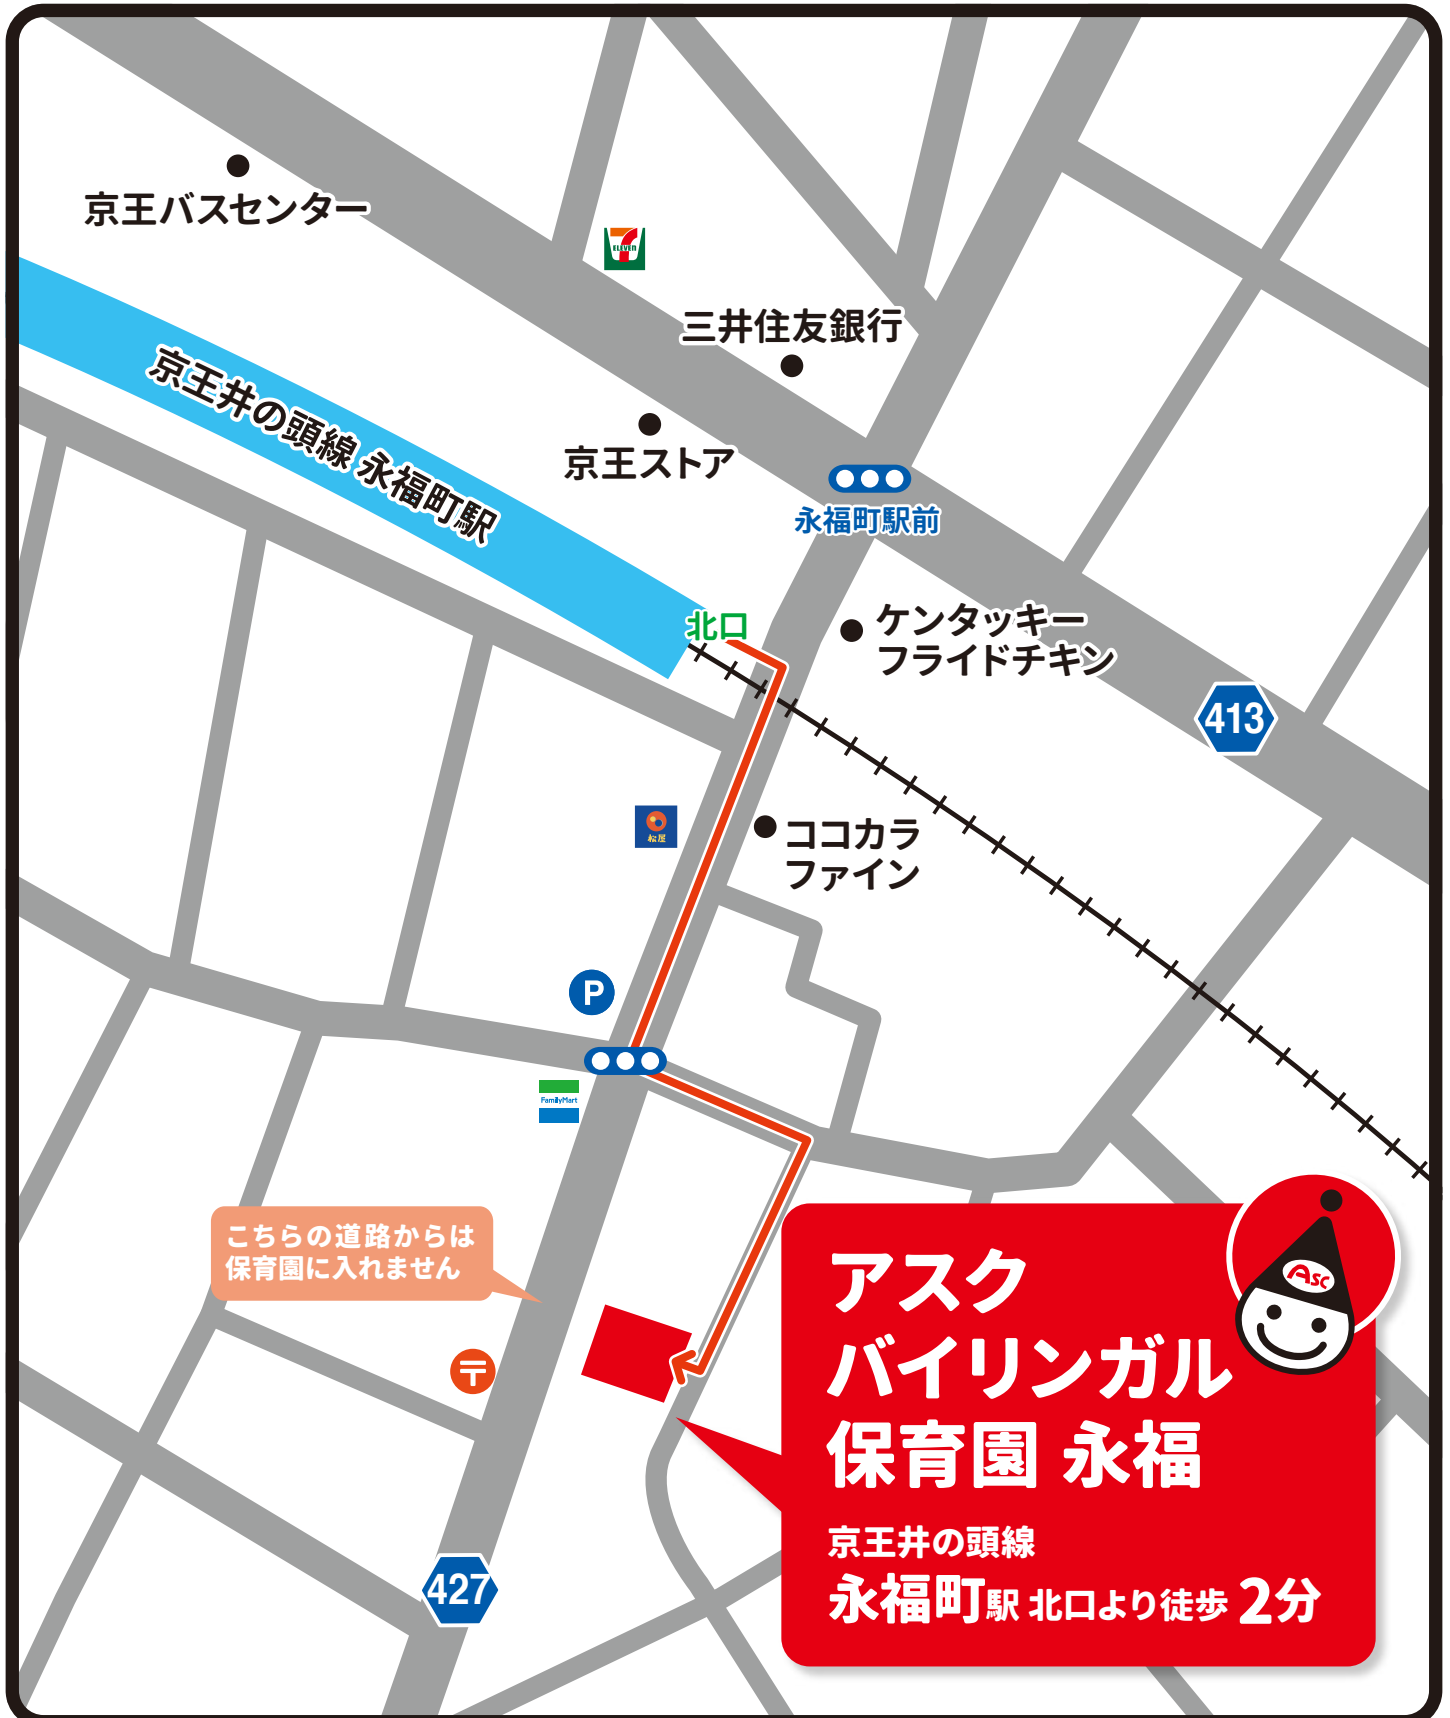 京王バスセンター
ELEVEN
三井住友銀行
京王井の頭線 永福町駅
京王ストア
永福町駅前
北口
ケンタッキー
フライドチキン
413
松屋
ココカラ
ファイン
P
FamilyMart
こちらの道路からは
保育園に入れません
〒
427
Asc
アスク
バイリンガル
保育園 永福
京王井の頭線
永福町駅 北口より徒歩 2分